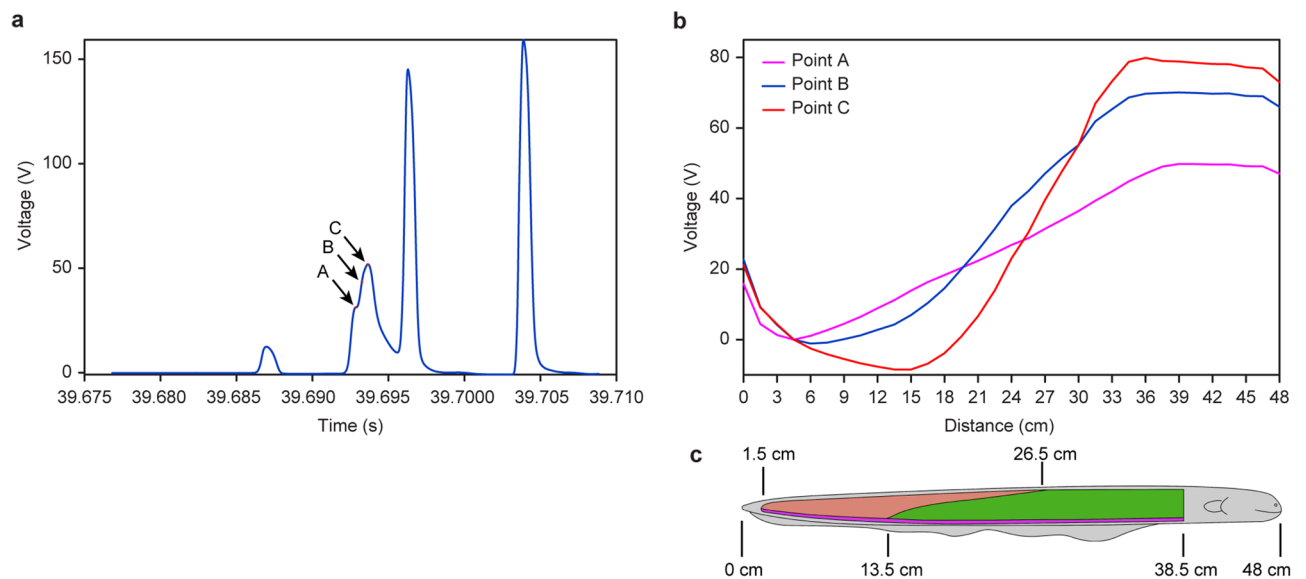 a
Voltage (V)
150
100
50
0
A
B
C
39.675
39.680
39.685
39.690
39.695
39.7000
39.705
39.710
Time (s)
b
Voltage (V)
80
60
40
20
0
Point A
Point B
Point C
0
3
6
9
12
15
18
21
24
27
30
33
36
39
42
45
48
Distance (cm)
c
1.5 cm
26.5 cm
0 cm
13.5 cm
38.5 cm
48 cm